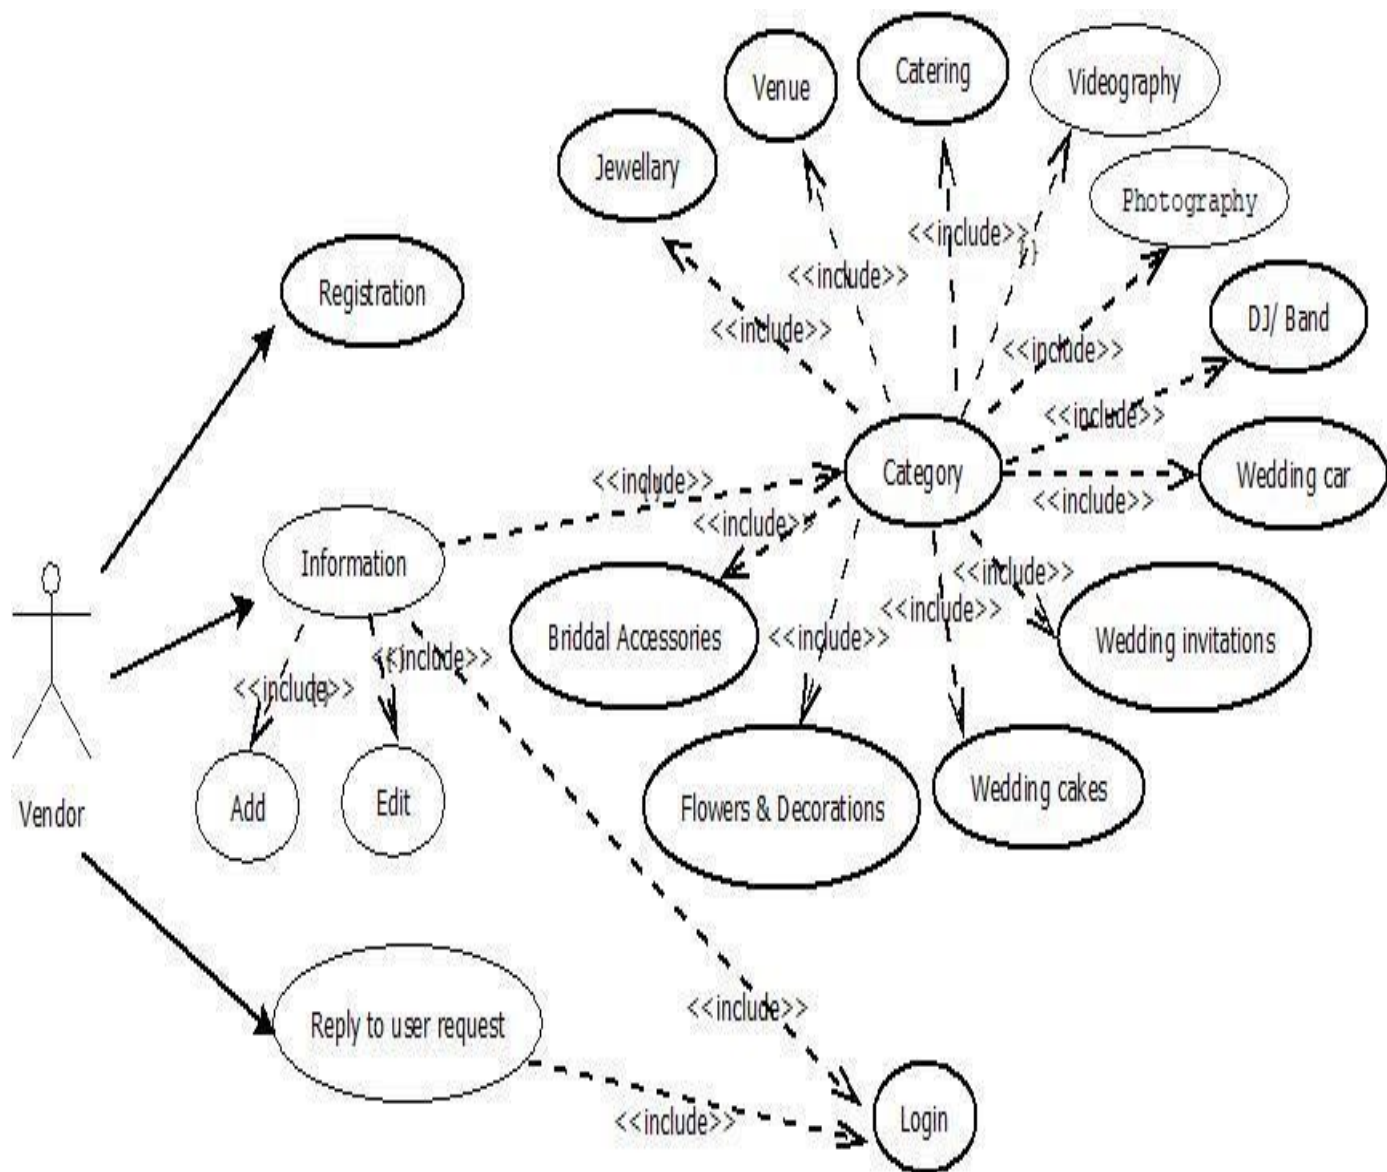 Venue
Catering
Videography
Jewellary
Photography
<<include>>
<<include>>
Registration
DJ/ Band
<<include>>
<<include>>
<<include>>
Category
Wedding car
<<include>>
<<include>>
<<include>>
Information
<<include>>
Briddal Accessories
<<include>>
<<include>>
Wedding invitations
<<include>>
<<include>>
Add
Edit
Flowers & Decorations
Wedding cakes
Vendor
<<include>>
Reply to user request
<<include>>
Login